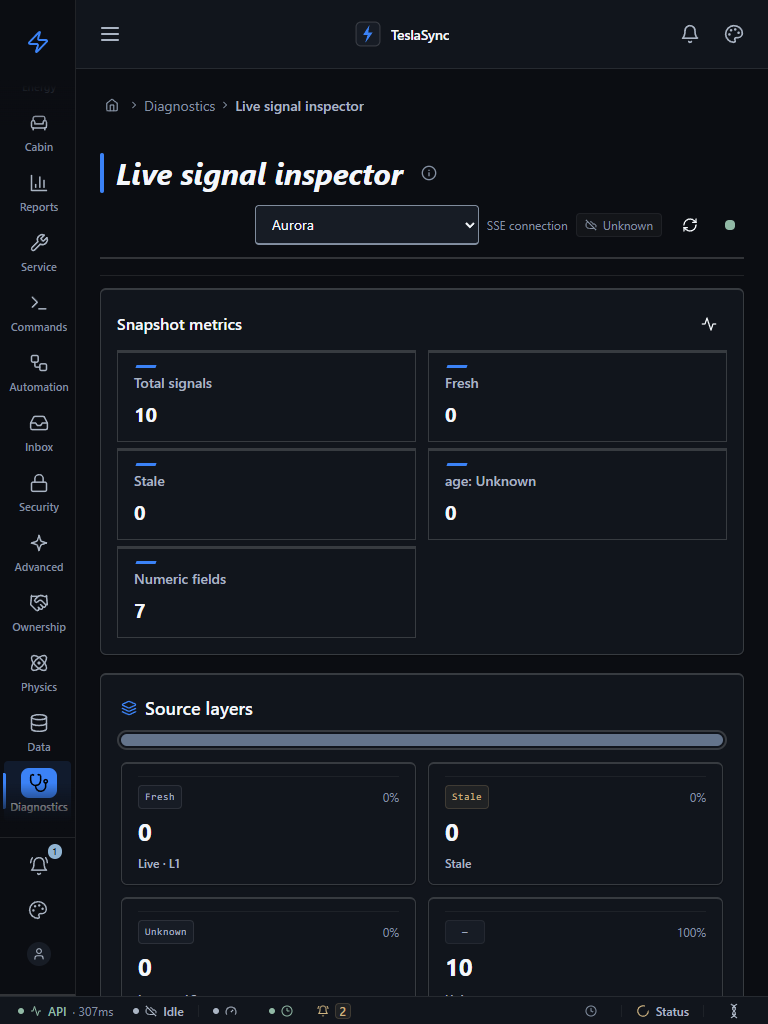 TeslaSync
Diagnostics
Live signal inspector
Live signal inspector
Aurora
SSE connection
Unknown
Cabin
Reports
Service
Commands
Automation
Inbox
Security
Advanced
Ownership
Physics
Data
Diagnostics
1
Snapshot metrics
Total signals
10
Fresh
0
Stale
0
age: Unknown
0
Numeric fields
7
Source layers
Fresh
0%
0
Live · L1
Stale
0%
0
Stale
Unknown
0%
0
–
100%
10
API · 307ms
Idle
2
Status